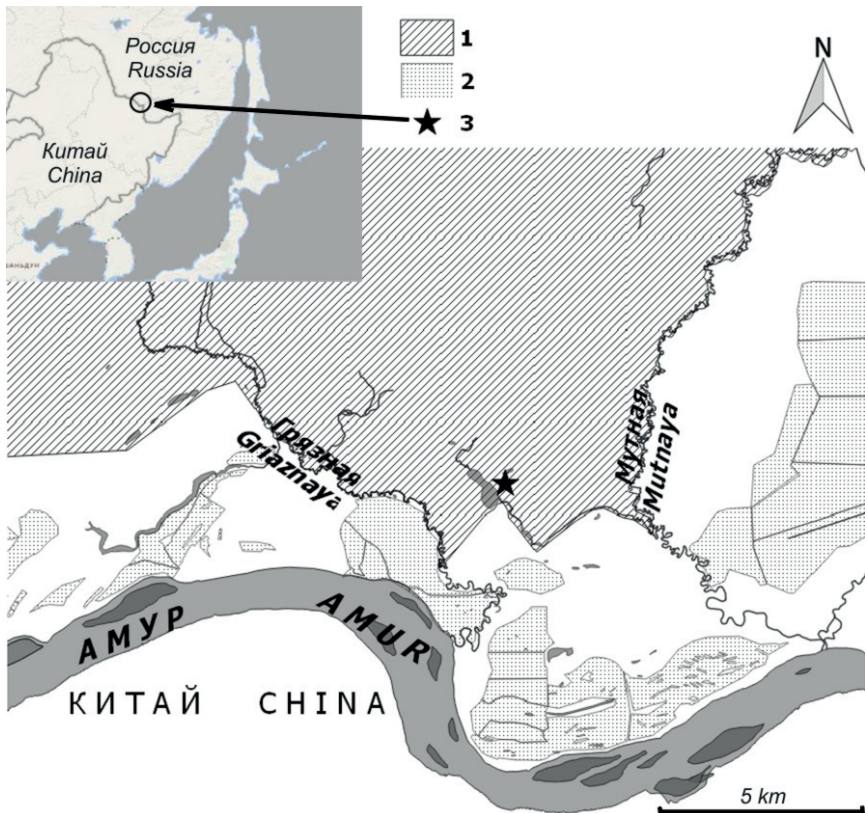 Россия
Russia
Китай
China
1
2
3
N
Грязная
Griaznaya
Мутная
Mutnaya
АМУР
AMUR
КИТАЙ CHINA
5 km